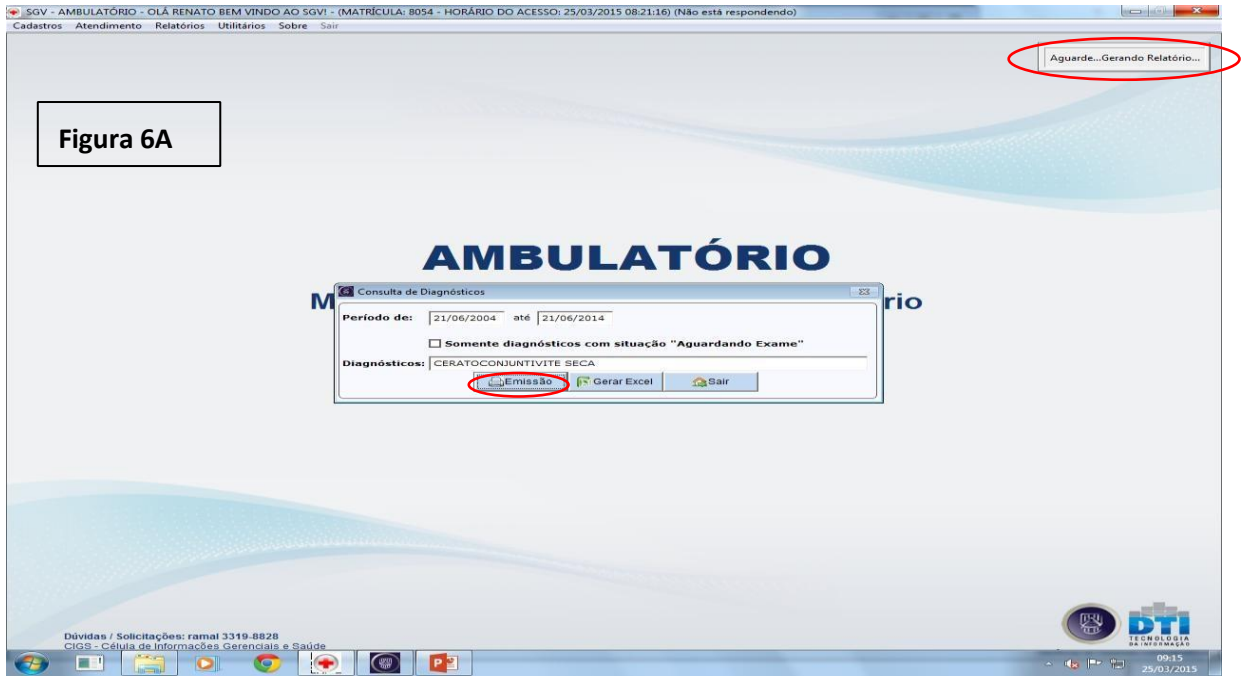 SGV - AMBULATÓRIO - OLÁ RENATO BEM VINDO AO SGV! - (MATRÍCULA: 8054 - HORÁRIO DO ACESSO: 25/03/2015 08:21:16) (Não está respondendo)
Cadastros Atendimento Relatórios Utilitários Sobre Sair
Aguarde...Gerando Relatório...
Figura 6A
AMBULATÓRIO
M rio
Consulta de Diagnósticos
Período de: 21/06/2004 até 21/06/2014
Somente diagnósticos com situação "Aguardando Exame"
Diagnósticos: CERATOCONJUNTIVITE SECA
Emissão Gerar Excel Sair
Dúvidas / Solicitações: ramal 3319-8828
CIGS - Célula de Informações Gerenciais e Saúde
DTI
TECNOLOGIA
DA INFORMAÇÃO
09:15
25/03/2015